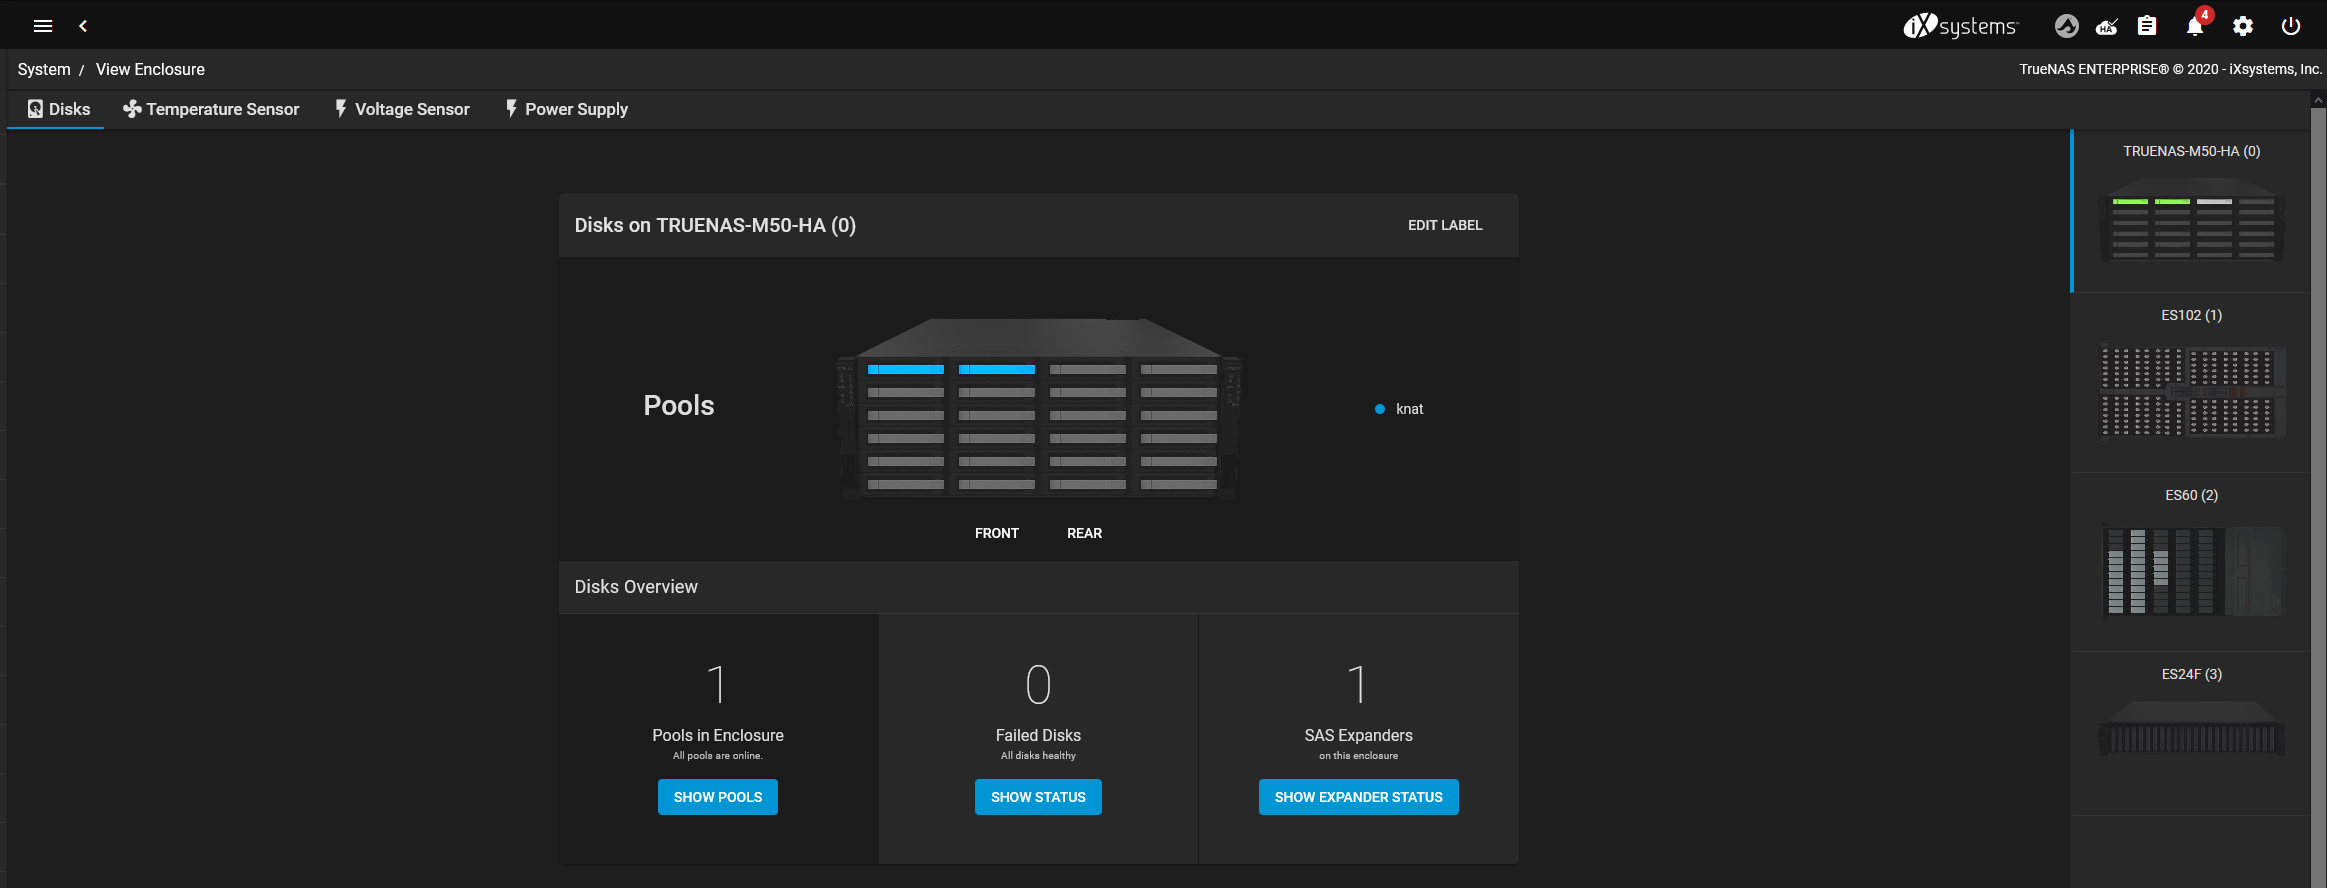 iXsystems
HA
4
System / View Enclosure
TrueNAS ENTERPRISE® © 2020 - iXsystems, Inc.
Disks
Temperature Sensor
Voltage Sensor
Power Supply
TRUENAS-M50-HA (0)
Disks on TRUENAS-M50-HA (0)
EDIT LABEL
ES102 (1)
Pools
knat
ES60 (2)
FRONT
REAR
Disks Overview
ES24F (3)
1
Pools in Enclosure
All pools are online.
SHOW POOLS
0
Failed Disks
All disks healthy
SHOW STATUS
1
SAS Expanders
on this enclosure
SHOW EXPANDER STATUS